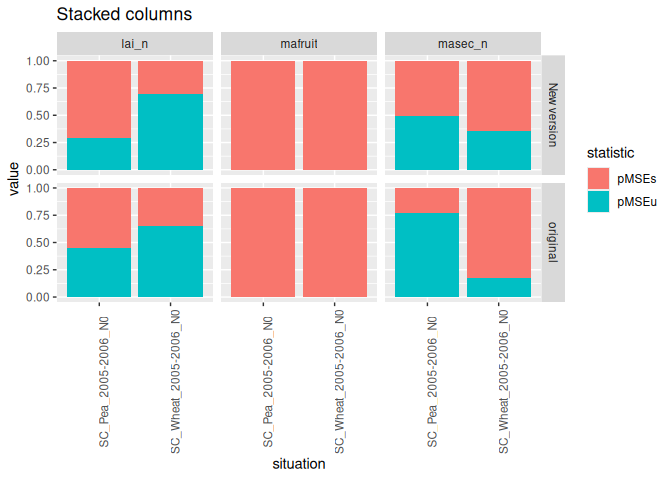 Stacked columns
lai_n
mafruit
masec_n
1.00
0.75
0.50
0.25
0.00
New version
1.00
0.75
0.50
0.25
0.00
original
value
SC_Pea_2005-2006_N0
SC_Wheat_2005-2006_N0
SC_Pea_2005-2006_N0
SC_Wheat_2005-2006_N0
SC_Pea_2005-2006_N0
SC_Wheat_2005-2006_N0
situation
statistic
pMSEs
pMSEu